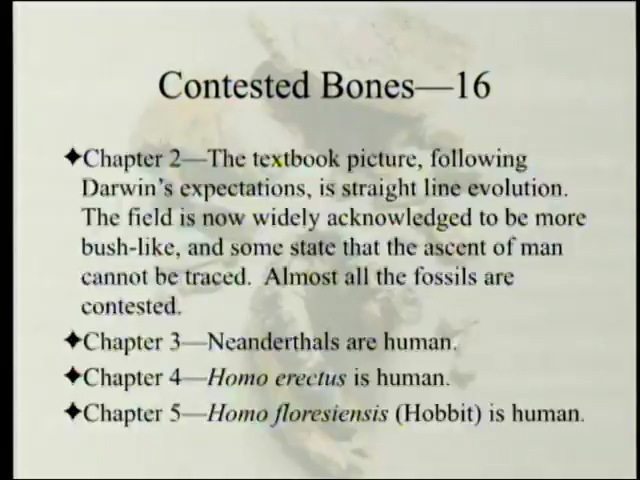 Contested Bones—16
✦Chapter 2—The textbook picture, following
Darwin's expectations, is straight line evolution.
The field is now widely acknowledged to be more
bush-like, and some state that the ascent of man
cannot be traced.  Almost all the fossils are
contested.
✦Chapter 3—Neanderthals are human.
✦Chapter 4—Homo erectus is human.
✦Chapter 5—Homo floresiensis (Hobbit) is human.